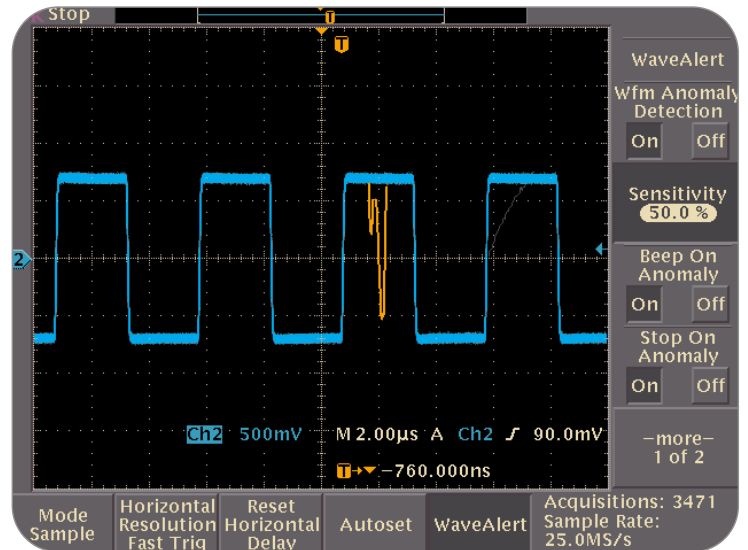 Stop
T
T
2
Ch2 500mV M 2.00µs A Ch2 ʃ 90.0mV
T→▼ −760.000ns
WaveAlert
Wfm Anomaly
Detection
On Off
Sensitivity
50.0 %
Beep On
Anomaly
On Off
Stop On
Anomaly
On Off
−more−
1 of 2
Mode
Sample
Horizontal
Resolution
Fast Trig
Reset
Horizontal
Delay
Autoset
WaveAlert
Acquisitions: 3471
Sample Rate:
25.0MS/s